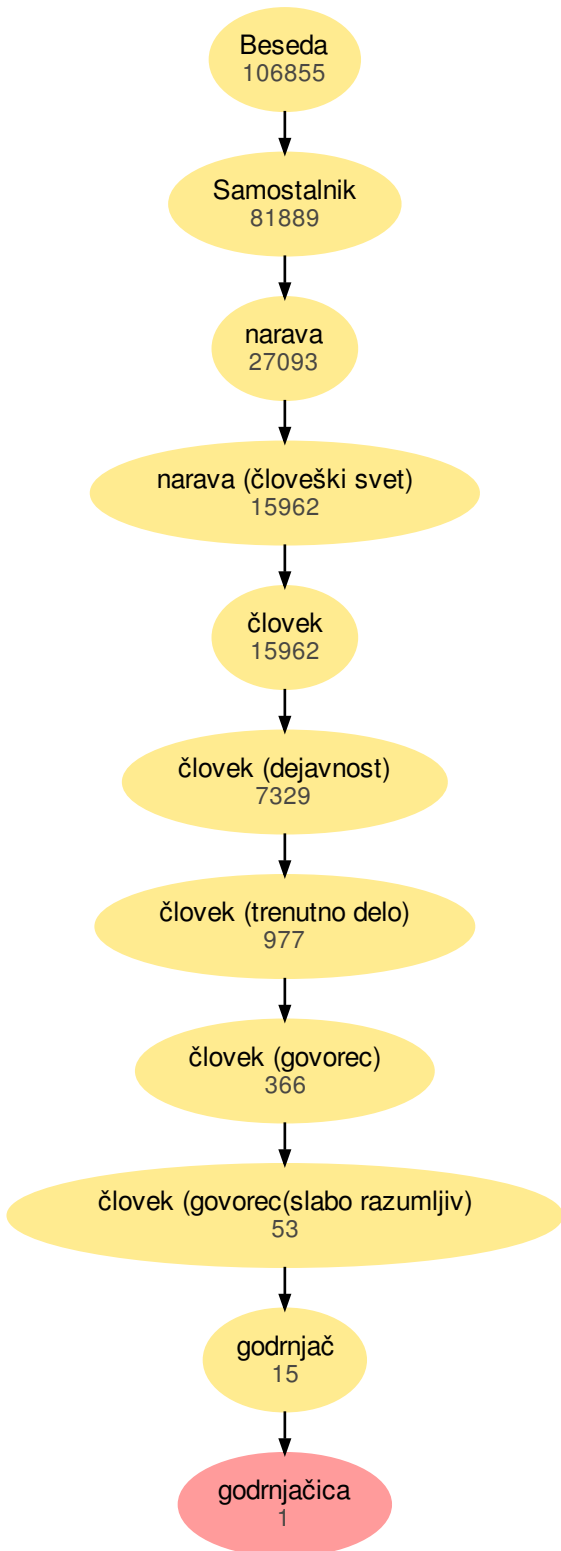 Beseda
106855
Samostalnik
81889
narava
27093
narava (človeški svet)
15962
človek
15962
človek (dejavnost)
7329
človek (trenutno delo)
977
človek (govorec)
366
človek (govorec(slabo razumljiv)
53
godrnjač
15
godrnjačica
1